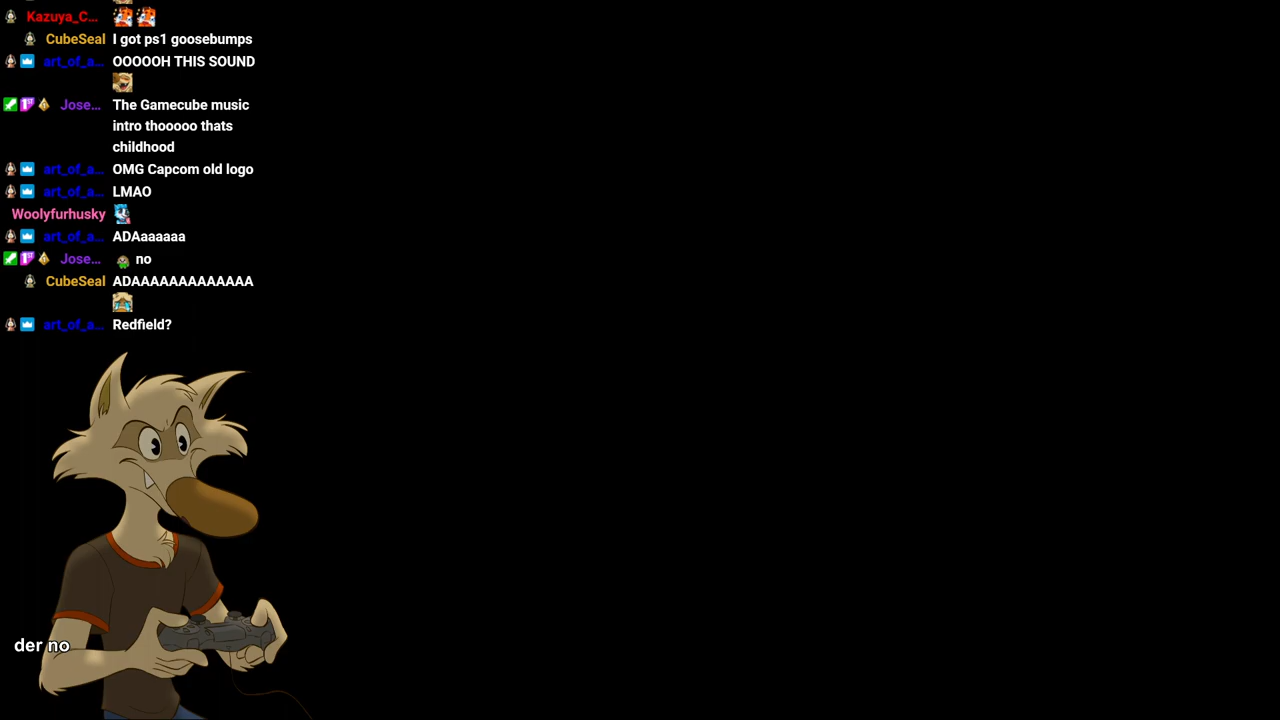 Kazuya_C...
CubeSeal I got ps1 goosebumps
art_of_a... OOOOOH THIS SOUND
Jose... The Gamecube music
intro thooooo thats
childhood
art_of_a... OMG Capcom old logo
art_of_a... LMAO
Woolyfurhusky
art_of_a... ADAaaaaaa
Jose... no
CubeSeal ADAAAAAAAAAAAAA
art_of_a... Redfield?
der no